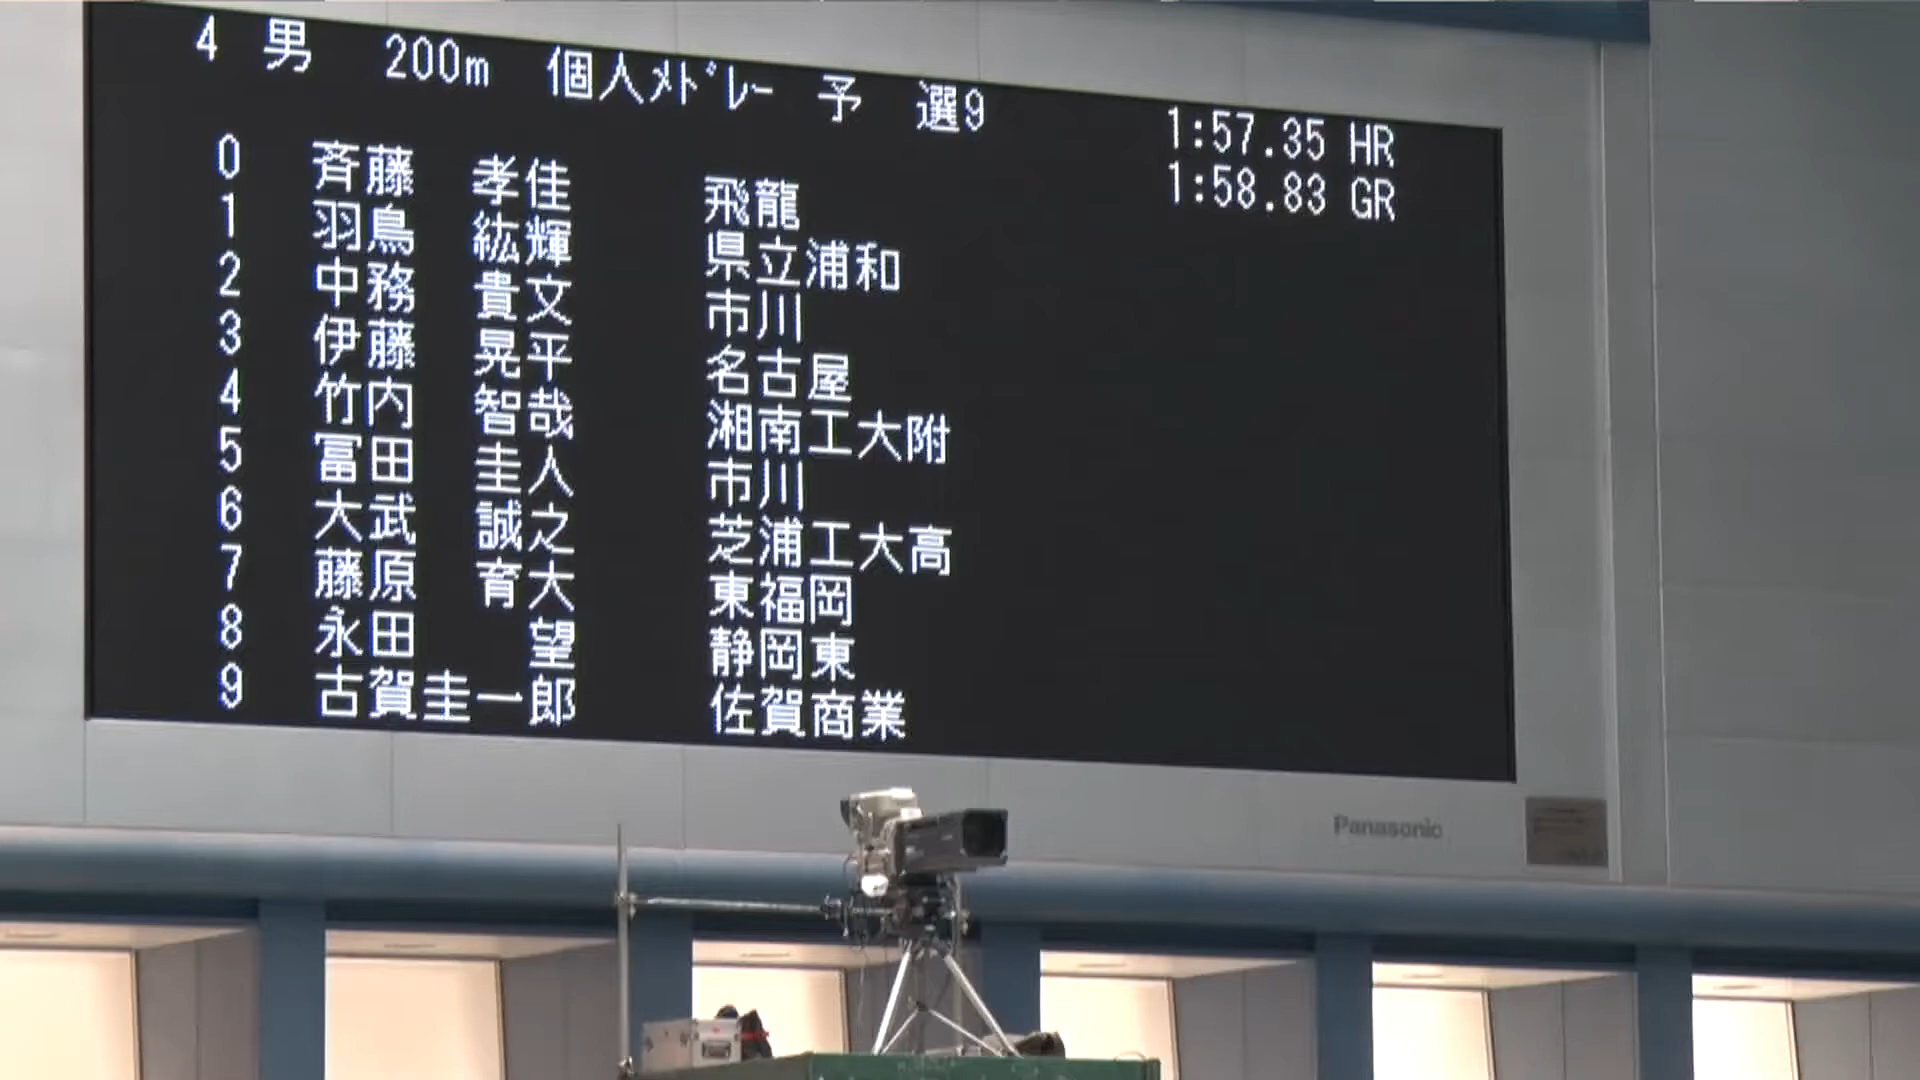 4 男 200m 個人ﾒﾄﾞﾚｰ 予 選9 1:57.35 HR
1:58.83 GR
0 斉藤 孝佳 飛龍
1 羽鳥 紘輝 県立浦和
2 中務 貴文 市川
3 伊藤 晃平 名古屋
4 竹内 智哉 湘南工大附
5 冨田 圭人 市川
6 大武 誠之 芝浦工大高
7 藤原 育大 東福岡
8 永田 望 静岡東
9 古賀圭一郎 佐賀商業
Panasonic